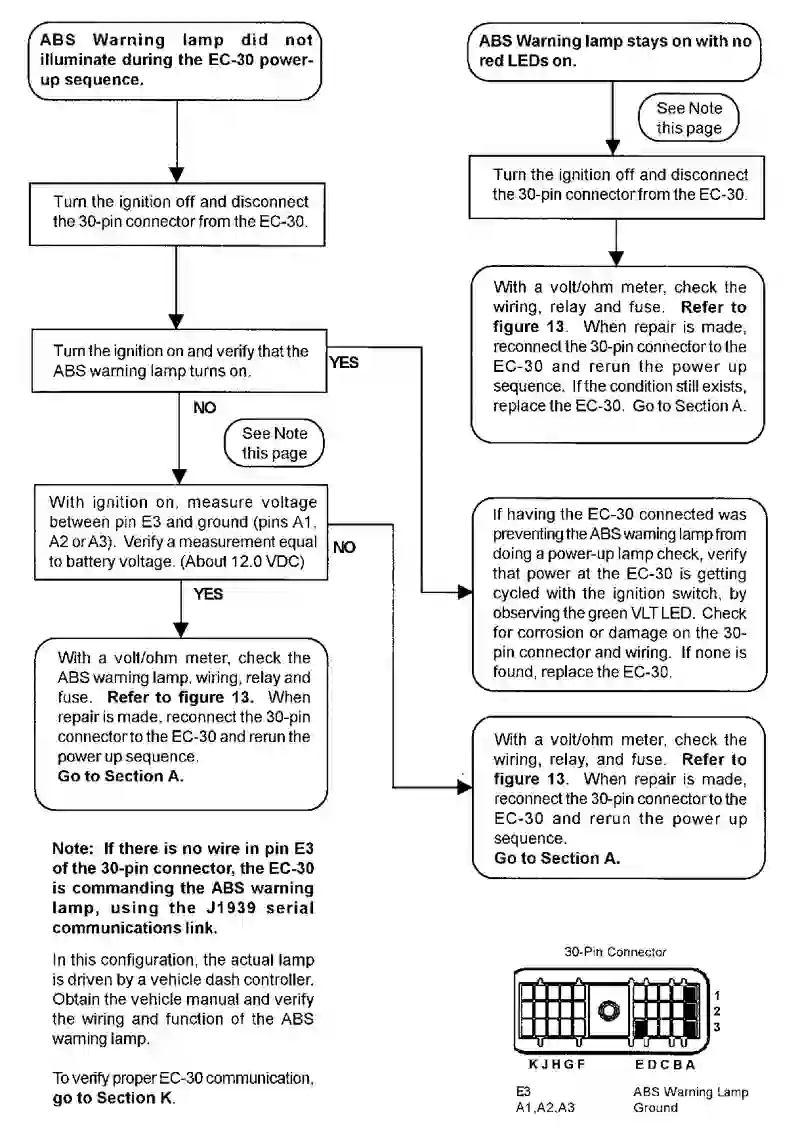 ABS Warning lamp did not
illuminate during the EC-30 power-
up sequence.
Turn the ignition off and disconnect
the 30-pin connector from the EC-30.
Turn the ignition on and verify that the
ABS warning lamp turns on.
YES
NO
See Note
this page
With ignition on, measure voltage
between pin E3 and ground (pins A1,
A2 or A3). Verify a measurement equal
to battery voltage. (About 12.0 VDC)
NO
YES
With a volt/ohm meter, check the
ABS warning lamp, wiring, relay and
fuse. Refer to figure 13. When
repair is made, reconnect the 30-pin
connector to the EC-30 and rerun the
power up sequence.
Go to Section A.
Note: If there is no wire in pin E3
of the 30-pin connector, the EC-30
is commanding the ABS warning
lamp, using the J1939 serial
communications link.
In this configuration, the actual lamp
is driven by a vehicle dash controller.
Obtain the vehicle manual and verify
the wiring and function of the ABS
warning lamp.
To verify proper EC-30 communication,
go to Section K.
ABS Warning lamp stays on with no
red LEDs on.
See Note
this page
Turn the ignition off and disconnect
the 30-pin connector from the EC-30.
With a volt/ohm meter, check the
wiring, relay and fuse. Refer to
figure 13. When repair is made,
reconnect the 30-pin connector to the
EC-30 and rerun the power up
sequence. If the condition still exists,
replace the EC-30. Go to Section A.
If having the EC-30 connected was
preventing the ABS warning lamp from
doing a power-up lamp check, verify
that power at the EC-30 is getting
cycled with the ignition switch, by
observing the green VLT LED. Check
for corrosion or damage on the 30-
pin connector and wiring. If none is
found, replace the EC-30.
With a volt/ohm meter, check the
wiring, relay, and fuse. Refer to
figure 13. When repair is made,
reconnect the 30-pin connector to the
EC-30 and rerun the power up
sequence.
Go to Section A.
30-Pin Connector
1
2
3
K J H G F E D C B A
E3 ABS Warning Lamp
A1,A2,A3 Ground